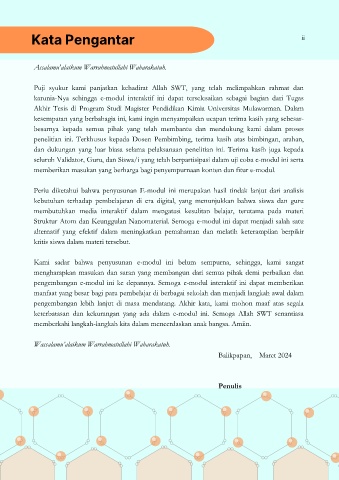 Kata Pengantar
ii
Assalamu'alaikum Warrahmatullahi Wabarakatuh.
Puji syukur kami panjatkan kehadirat Allah SWT, yang telah melimpahkan rahmat dan
karunia-Nya sehingga e-modul interaktif ini dapat terselesaikan sebagai bagian dari Tugas
Akhir Tesis di Program Studi Magister Pendidikan Kimia Universitas Mulawarman. Dalam
kesempatan yang berbahagia ini, kami ingin menyampaikan ucapan terima kasih yang sebesar-
besarnya kepada semua pihak yang telah membantu dan mendukung kami dalam proses
penelitian ini. Terkhusus kepada Dosen Pembimbing, terima kasih atas bimbingan, arahan,
dan dukungan yang luar biasa selama pelaksanaan penelitian ini. Terima kasih juga kepada
seluruh Validator, Guru, dan Siswa/i yang telah berpartisipasi dalam uji coba e-modul ini serta
memberikan masukan yang berharga bagi penyempurnaan konten dan fitur e-modul.
Perlu diketahui bahwa penyusunan E-modul ini merupakan hasil tindak lanjut dari analisis
kebutuhan terhadap pembelajaran di era digital, yang menunjukkan bahwa siswa dan guru
membutuhkan media interaktif dalam mengatasi kesulitan belajar, terutama pada materi
Struktur Atom dan Keunggulan Nanomaterial. Semoga e-modul ini dapat menjadi salah satu
alternatif yang efektif dalam meningkatkan pemahaman dan melatih keterampilan berpikir
kritis siswa dalam materi tersebut.
Kami sadar bahwa penyusunan e-modul ini belum sempurna, sehingga, kami sangat
mengharapkan masukan dan saran yang membangun dari semua pihak demi perbaikan dan
pengembangan e-modul ini ke depannya. Semoga e-modul interaktif ini dapat memberikan
manfaat yang besar bagi para pembelajar di berbagai sekolah dan menjadi langkah awal dalam
pengembangan lebih lanjut di masa mendatang. Akhir kata, kami mohon maaf atas segala
keterbatasan dan kekurangan yang ada dalam e-modul ini. Semoga Allah SWT senantiasa
memberkahi langkah-langkah kita dalam mencerdaskan anak bangsa. Amiin.
Wassalamu'alaikum Warrahmatullahi Wabarakatuh.
Balikpapan, Maret 2024
Penulis